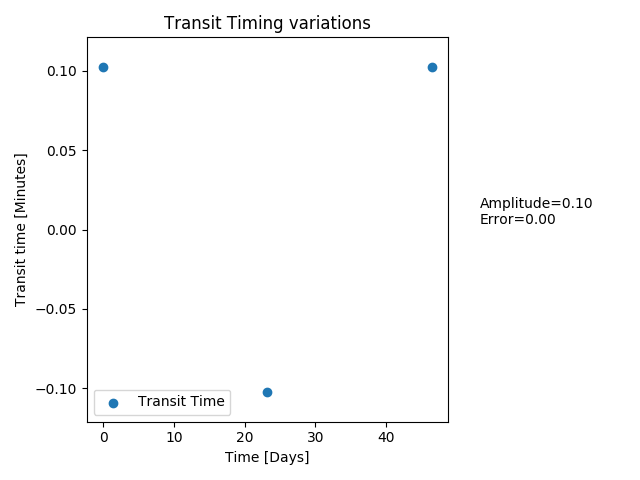 Transit Timing variations
Transit time [Minutes]
0.10
0.05
0.00
−0.05
−0.10
Transit Time
0
10
20
30
40
Time [Days]
Amplitude=0.10
Error=0.00